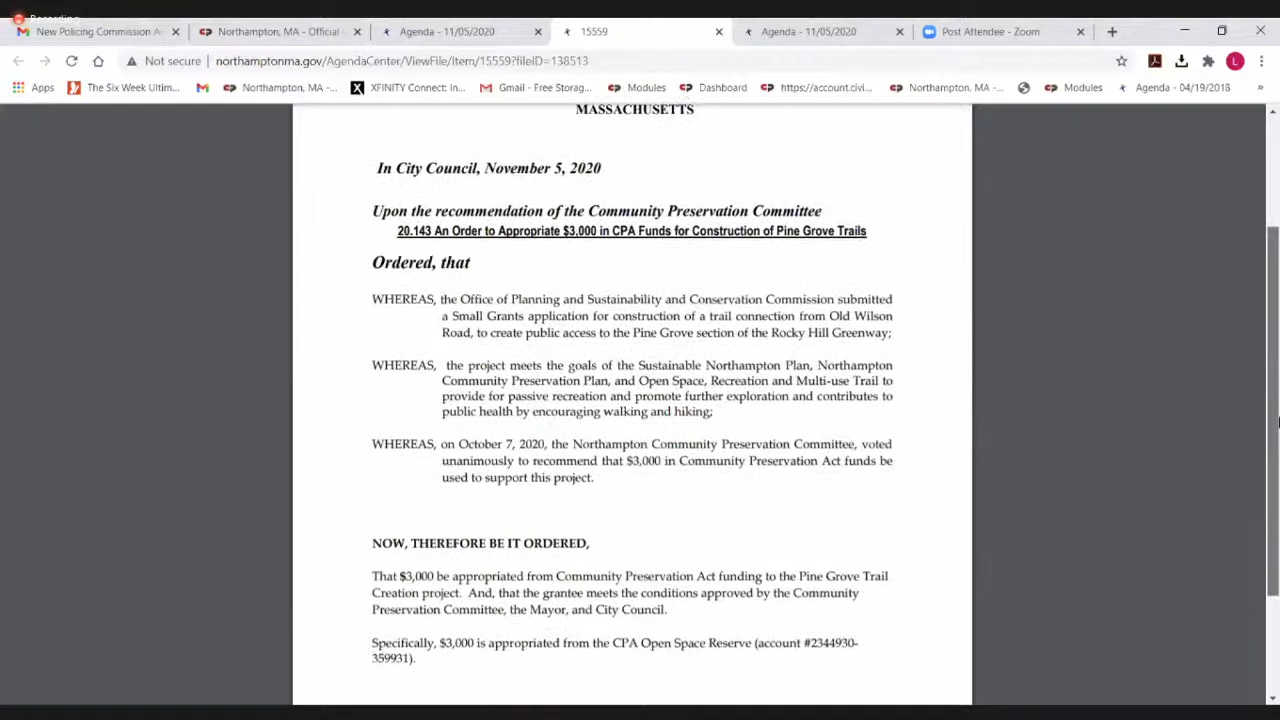 Recording
New Policing Commission A
Northampton, MA - Official
Agenda - 11/05/2020
15559
Agenda - 11/05/2020
Post Attendee - Zoom
Not secure
northamptonma.gov/AgendaCenter/ViewFile/Item/15559?fileID=138513
L
Apps
The Six Week Ultim...
Northampton, MA -...
XFINITY Connect: In...
Gmail - Free Storag...
Modules
Dashboard
https://account.civi...
Northampton, MA -...
Modules
Agenda - 04/19/2018
»
MASSACHUSETTS
In City Council, November 5, 2020
Upon the recommendation of the Community Preservation Committee
20.143 An Order to Appropriate $3,000 in CPA Funds for Construction of Pine Grove Trails
Ordered, that
WHEREAS, the Office of Planning and Sustainability and Conservation Commission submitted
a Small Grants application for construction of a trail connection from Old Wilson
Road, to create public access to the Pine Grove section of the Rocky Hill Greenway;
WHEREAS, the project meets the goals of the Sustainable Northampton Plan, Northampton
Community Preservation Plan, and Open Space, Recreation and Multi-use Trail to
provide for passive recreation and promote further exploration and contributes to
public health by encouraging walking and hiking;
WHEREAS, on October 7, 2020, the Northampton Community Preservation Committee, voted
unanimously to recommend that $3,000 in Community Preservation Act funds be
used to support this project.
NOW, THEREFORE BE IT ORDERED,
That $3,000 be appropriated from Community Preservation Act funding to the Pine Grove Trail
Creation project. And, that the grantee meets the conditions approved by the Community
Preservation Committee, the Mayor, and City Council.
Specifically, $3,000 is appropriated from the CPA Open Space Reserve (account #2344930-
359931).